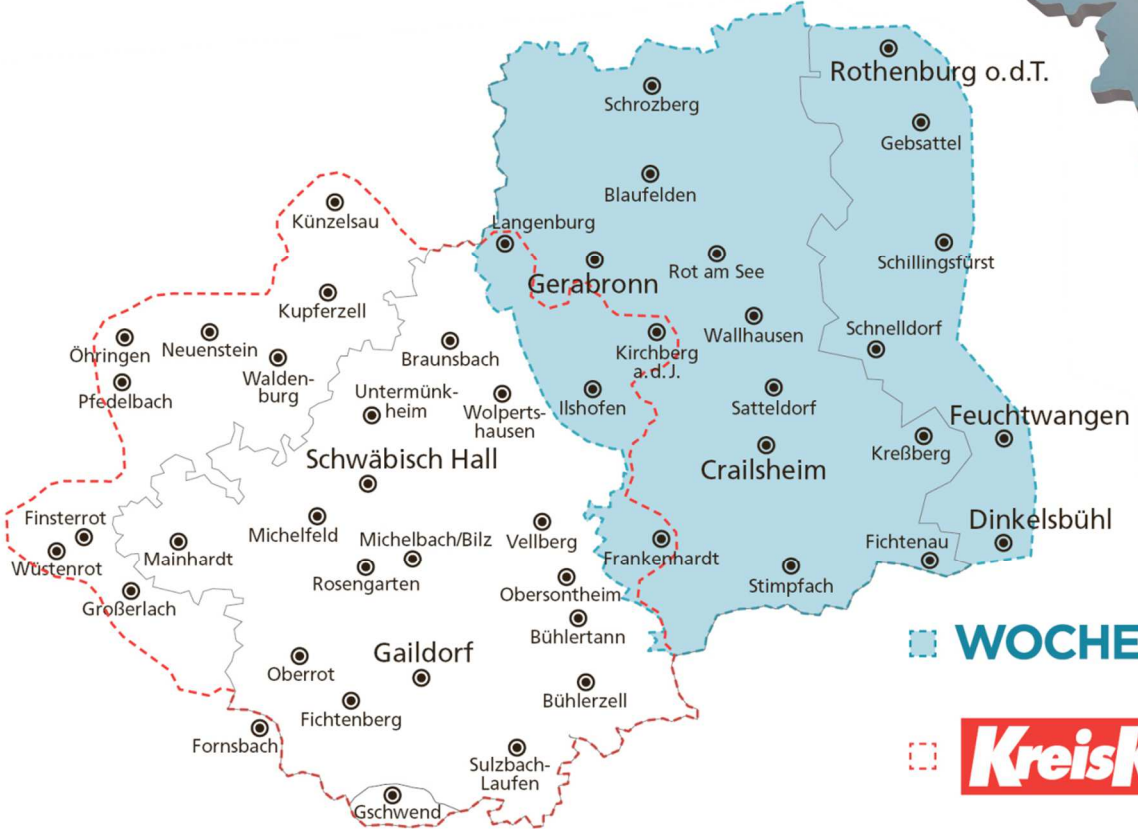 Rothenburg o.d.T.
Schrozberg
Gebsattel
Blaufelden
Künzelsau
Langenburg
Schillingsfürst
Rot am See
Gerabronn
Kupferzell
Schnelldorf
Wallhausen
Öhringen
Neuenstein
Braunsbach
Kirchberg
a.d.J.
Walden-
burg
Pfedelbach
Untermünk-
heim
Wolperts-
hausen
Ilshofen
Satteldorf
Feuchtwangen
Kreßberg
Schwäbisch Hall
Crailsheim
Finsterrot
Michelfeld
Michelbach/Bilz
Vellberg
Dinkelsbühl
Fichtenau
Wüstenrot
Mainhardt
Frankenhardt
Rosengarten
Stimpfach
Obersontheim
Großerlach
Bühlertann
WOCHE
Gaildorf
Oberrot
Bühlerzell
Fichtenberg
Fornsbach
Kreis
Sulzbach-
Laufen
Gschwend